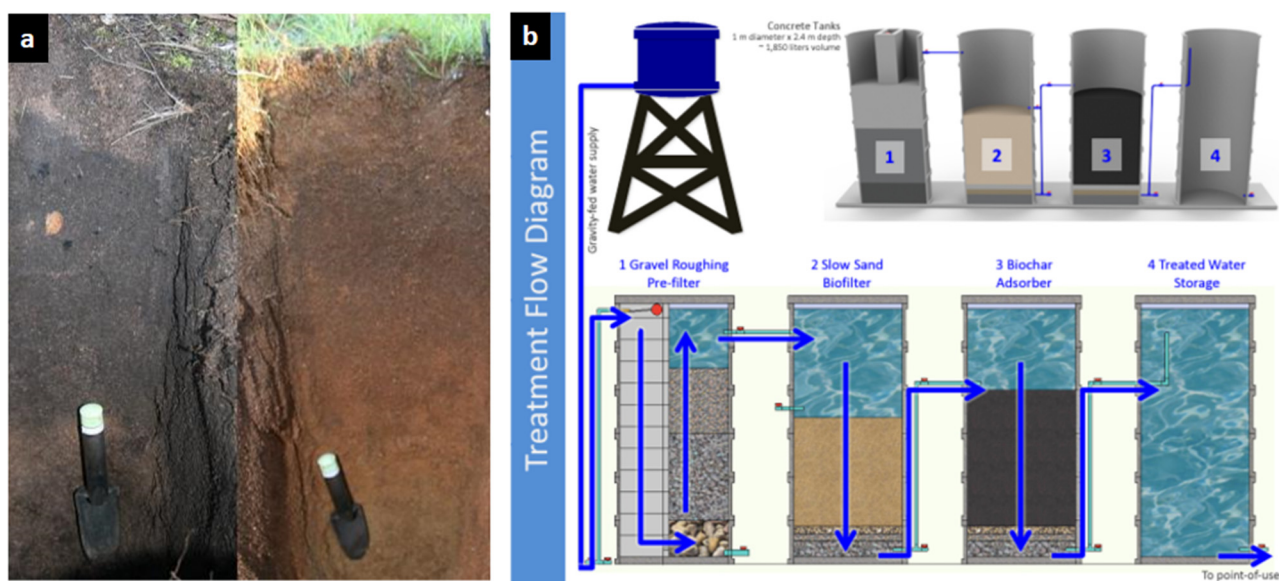 a
b
Treatment Flow Diagram
Gravity-fed water supply
Concrete Tanks
1 m diameter x 2.4 m depth
~ 1,850 liters volume
1
2
3
4
1 Gravel Roughing
Pre-filter
2 Slow Sand
Biofilter
3 Biochar
Adsorber
4 Treated Water
Storage
To point-of-use